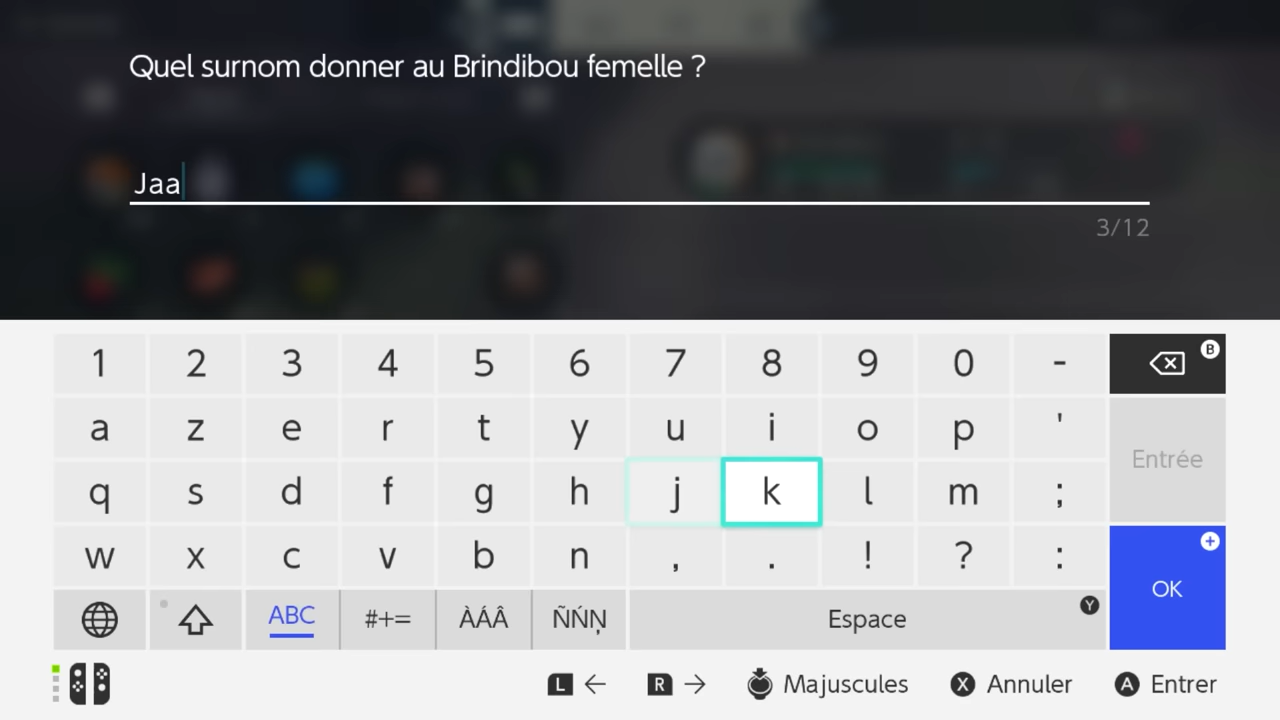 Quel surnom donner au Brindibou femelle ?
Jaa
3/12
1 2 3 4 5 6 7 8 9 0 - B
a z e r t y u i o p '
Entrée
q s d f g h j k l m ;
w x c v b n , . ! ? : +
OK
ABC #+= ÀÁÂ ÑŃŅ Espace Y
L ← R → Majuscules X Annuler A Entrer